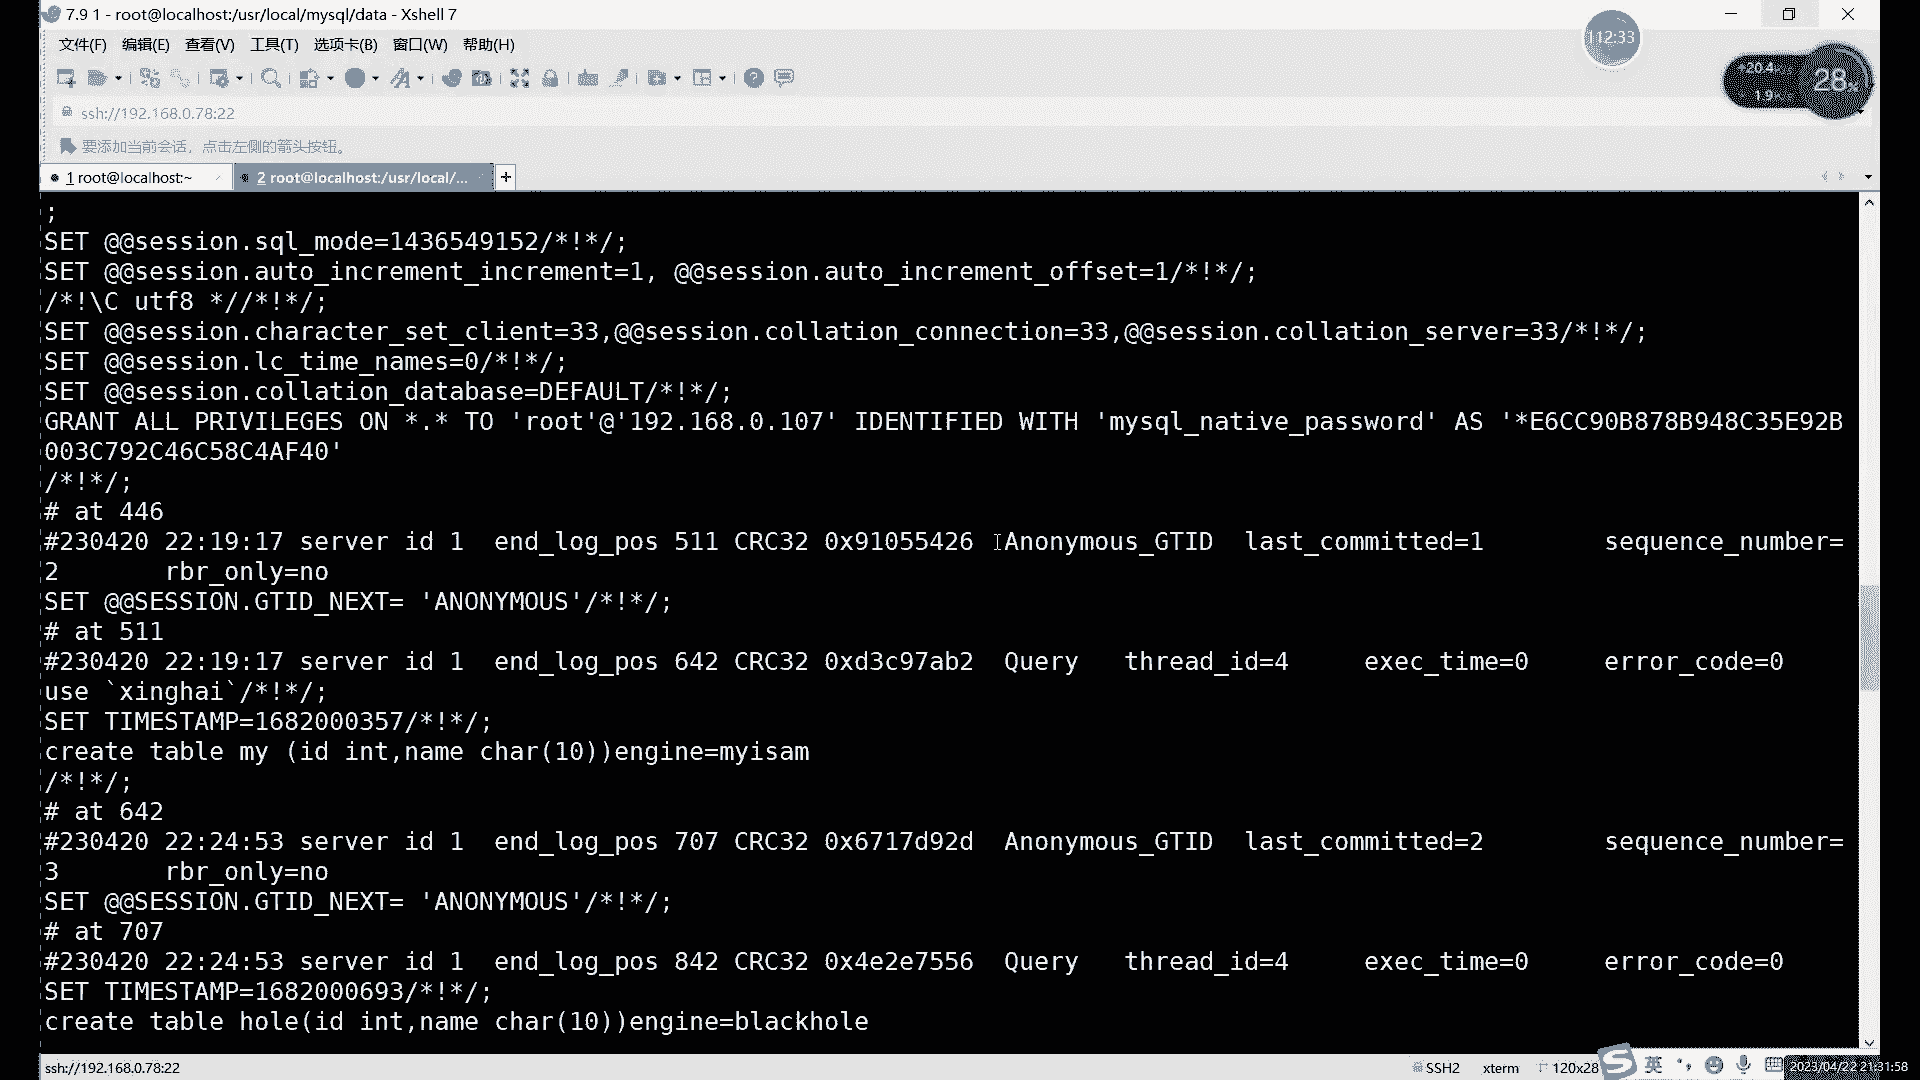 7.9 1 - root@localhost:/usr/local/mysql/data - Xshell 7
文件(F) 编辑(E) 查看(V) 工具(T) 选项卡(B) 窗口(W) 帮助(H)
112:33
28%
ssh://192.168.0.78:22
要添加当前会话，点击左侧的箭头按钮。
1 root@localhost:~
2 root@localhost:/usr/local/...
+
;
SET @@session.sql_mode=1436549152/*!*/;
SET @@session.auto_increment_increment=1, @@session.auto_increment_offset=1/*!*/;
/*!\C utf8 *//*!*/;
SET @@session.character_set_client=33,@@session.collation_connection=33,@@session.collation_server=33/*!*/;
SET @@session.lc_time_names=0/*!*/;
SET @@session.collation_database=DEFAULT/*!*/;
GRANT ALL PRIVILEGES ON *.* TO 'root'@'192.168.0.107' IDENTIFIED WITH 'mysql_native_password' AS '*E6CC90B878B948C35E92B
003C792C46C58C4AF40'
/*!*/;
# at 446
#230420 22:19:17 server id 1  end_log_pos 511 CRC32 0x91055426  Anonymous_GTID  last_committed=1        sequence_number=
2       rbr_only=no
SET @@SESSION.GTID_NEXT= 'ANONYMOUS'/*!*/;
# at 511
#230420 22:19:17 server id 1  end_log_pos 642 CRC32 0xd3c97ab2  Query   thread_id=4     exec_time=0     error_code=0
use `xinghai`/*!*/;
SET TIMESTAMP=1682000357/*!*/;
create table my (id int,name char(10))engine=myisam
/*!*/;
# at 642
#230420 22:24:53 server id 1  end_log_pos 707 CRC32 0x6717d92d  Anonymous_GTID  last_committed=2        sequence_number=
3       rbr_only=no
SET @@SESSION.GTID_NEXT= 'ANONYMOUS'/*!*/;
# at 707
#230420 22:24:53 server id 1  end_log_pos 842 CRC32 0x4e2e7556  Query   thread_id=4     exec_time=0     error_code=0
SET TIMESTAMP=1682000693/*!*/;
create table hole(id int,name char(10))engine=blackhole
ssh://192.168.0.78:22
SSH2 xterm 120x28
英
2023/04/22 21:31:58